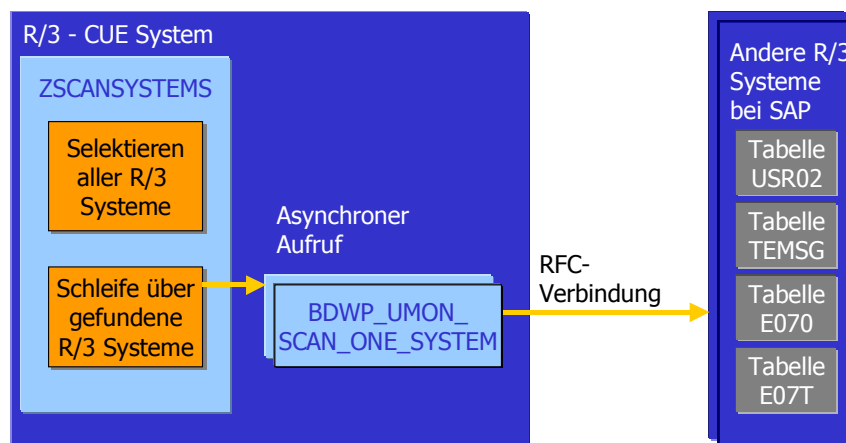 R/3 - CUE System
ZSCANSYSTEMS
Selektieren
aller R/3
Systeme
Schleife über
gefundene
R/3 Systeme
Asynchroner
Aufruf
BDWP_UMON_
SCAN_ONE_SYSTEM
RFC-
Verbindung
Andere R/3
Systeme
bei SAP
Tabelle
USR02
Tabelle
TEMSG
Tabelle
E070
Tabelle
E07T